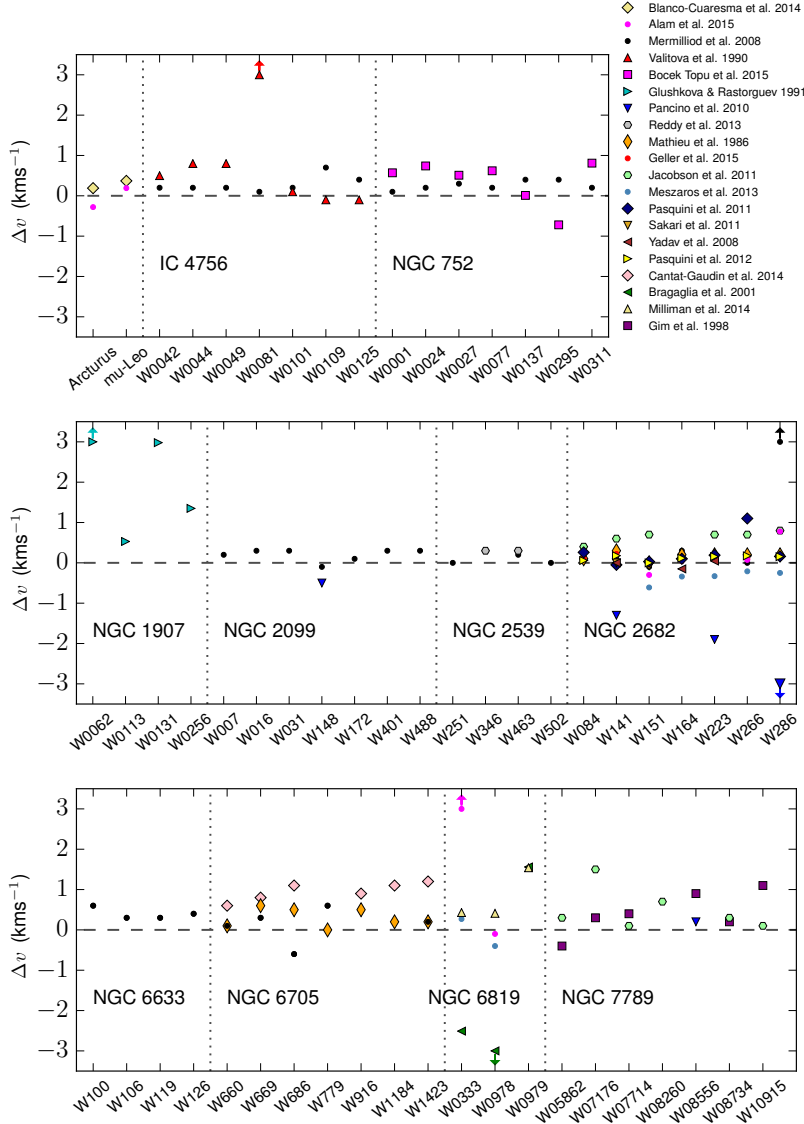 Blanco-Cuaresma et al. 2014
Alam et al. 2015
Mermilliod et al. 2008
Valitova et al. 1990
Bocek Topu et al. 2015
Glushkova & Rastorguev 1991
Pancino et al. 2010
Reddy et al. 2013
Mathieu et al. 1986
Geller et al. 2015
Jacobson et al. 2011
Meszaros et al. 2013
Pasquini et al. 2011
Sakari et al. 2011
Yadav et al. 2008
Pasquini et al. 2012
Cantat-Gaudin et al. 2014
Bragaglia et al. 2001
Milliman et al. 2014
Gim et al. 1998
Δv (kms⁻¹)
3
2
1
0
−1
−2
−3
IC 4756 NGC 752
Arcturus mu-Leo W0042 W0044 W0049 W0081 W0101 W0109 W0125 W0001 W0024 W0027 W0077 W0137 W0295 W0311
Δv (kms⁻¹)
3
2
1
0
−1
−2
−3
NGC 1907 NGC 2099 NGC 2539 NGC 2682
W0062 W0113 W0131 W0256 W007 W016 W031 W148 W172 W401 W488 W251 W346 W463 W502 W084 W141 W151 W164 W223 W266 W286
Δv (kms⁻¹)
3
2
1
0
−1
−2
−3
NGC 6633 NGC 6705 NGC 6819 NGC 7789
W100 W106 W119 W126 W660 W669 W686 W779 W916 W1184 W1423 W0333 W0978 W0979 W05862 W07176 W07714 W08260 W08556 W08734 W10915